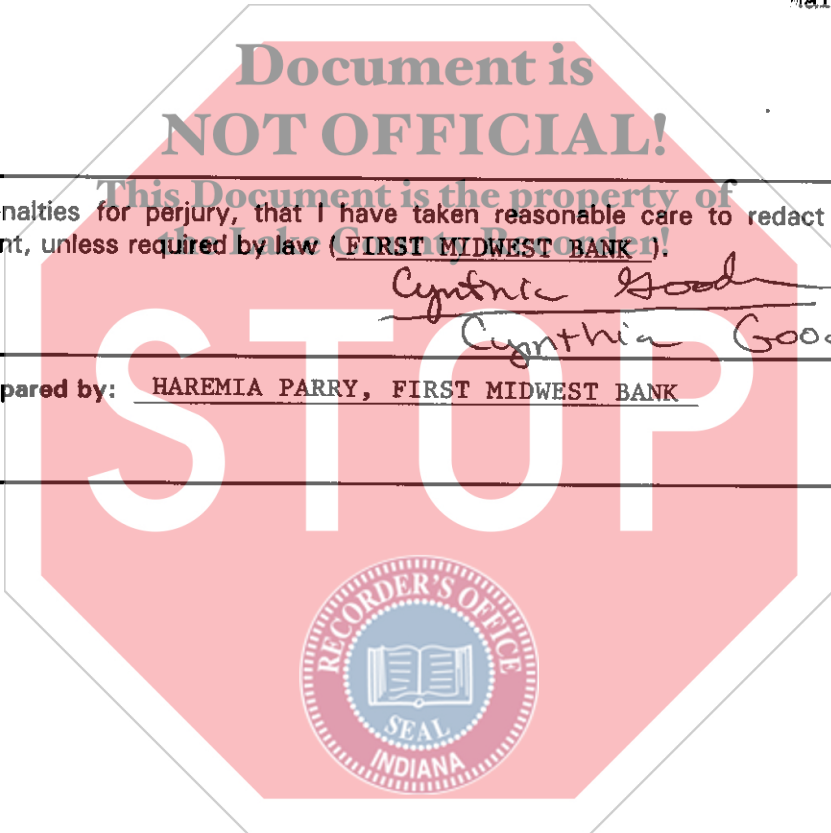 Document is
NOT OFFICIAL!
This Document is the property of
the Lake County Recorder!
nalties for perjury, that I have taken reasonable care to redact
nt, unless required by law ( FIRST MIDWEST BANK ).
Cynthia Good
Cynthia Goo
pared by: HAREMIA PARRY, FIRST MIDWEST BANK
STOP
RECORDER'S OFFICE
SEAL
INDIANA